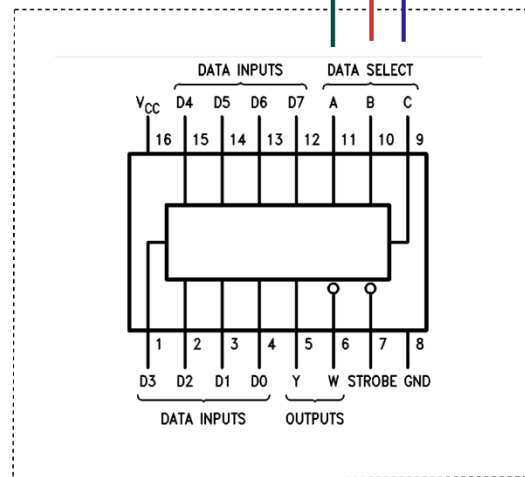 DATA INPUTS DATA SELECT
VCC D4 D5 D6 D7 A B C
16 15 14 13 12 11 10 9
1 2 3 4 5 6 7 8
D3 D2 D1 D0 Y W STROBE GND
DATA INPUTS OUTPUTS